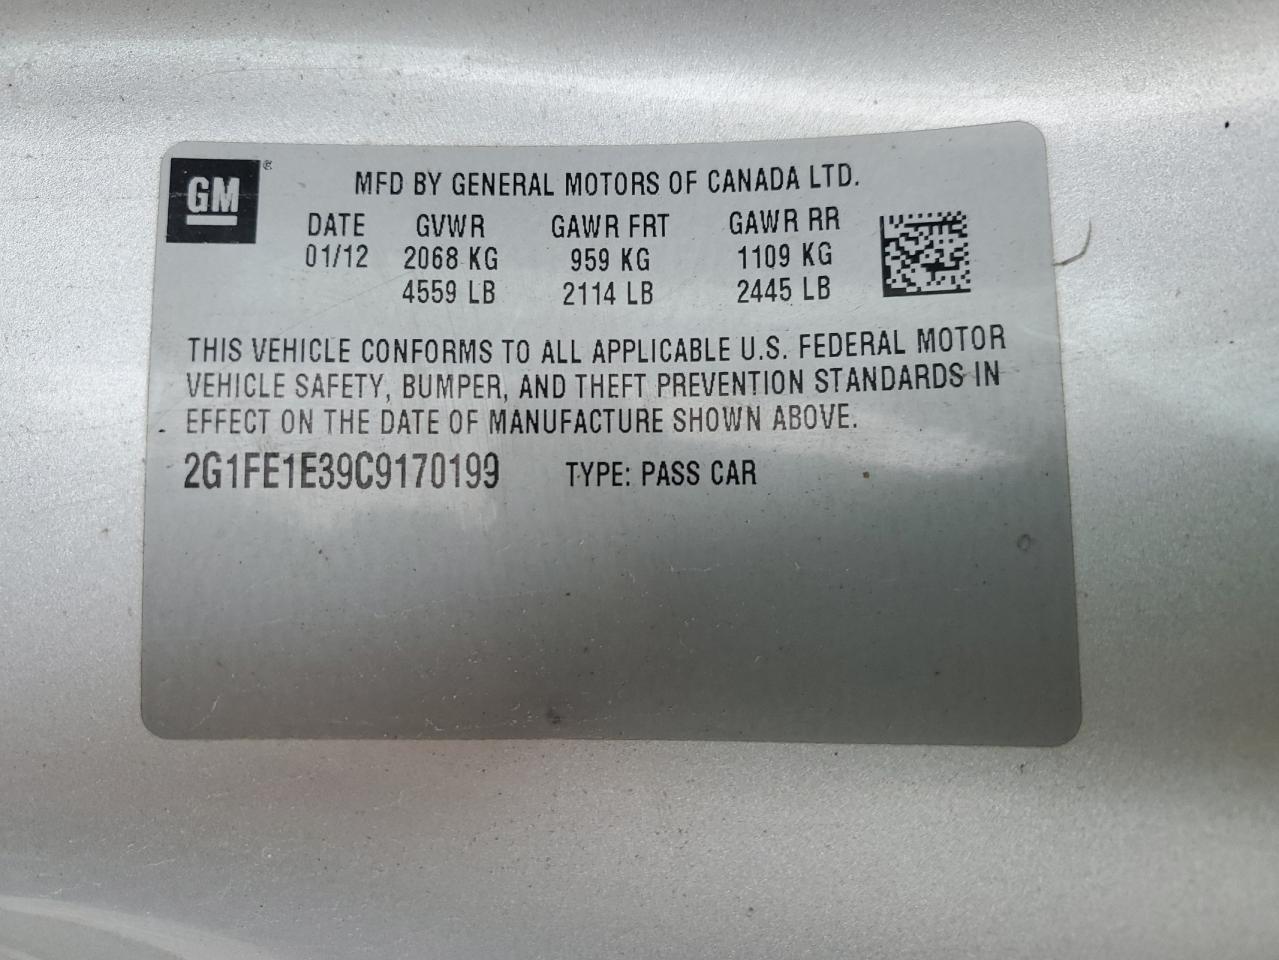 GM®
MFD BY GENERAL MOTORS OF CANADA LTD.
DATE GVWR GAWR FRT GAWR RR
01/12 2068 KG 959 KG 1109 KG
4559 LB 2114 LB 2445 LB
THIS VEHICLE CONFORMS TO ALL APPLICABLE U.S. FEDERAL MOTOR
VEHICLE SAFETY, BUMPER, AND THEFT PREVENTION STANDARDS IN
EFFECT ON THE DATE OF MANUFACTURE SHOWN ABOVE.
2G1FE1E39C9170199 TYPE: PASS CAR